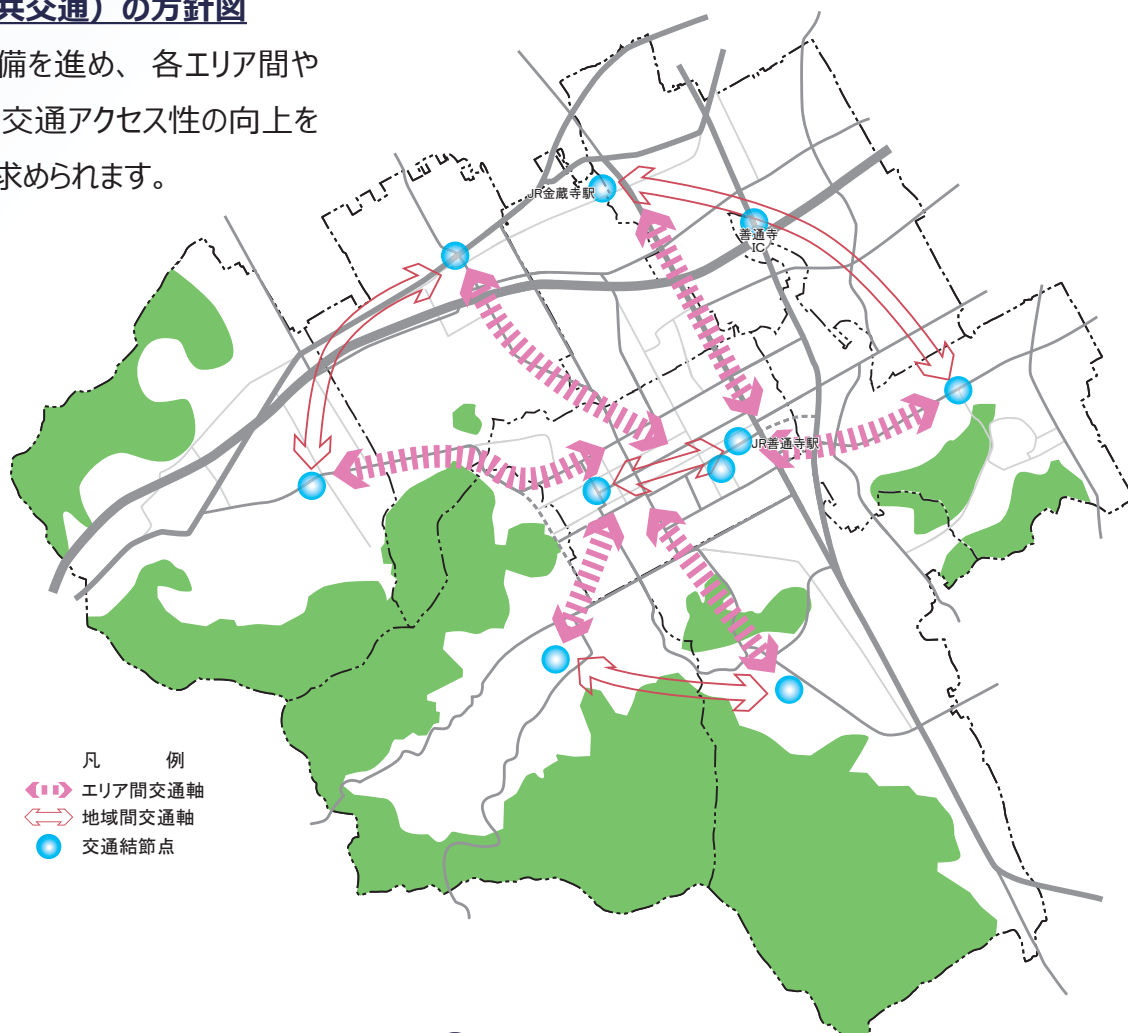 共交通）の方針図
備を進め、 各エリア間や
交通アクセス性の向上を
求められます。
JR金蔵寺駅
善通寺
IC
JR善通寺駅
凡 例
エリア間交通軸
地域間交通軸
交通結節点